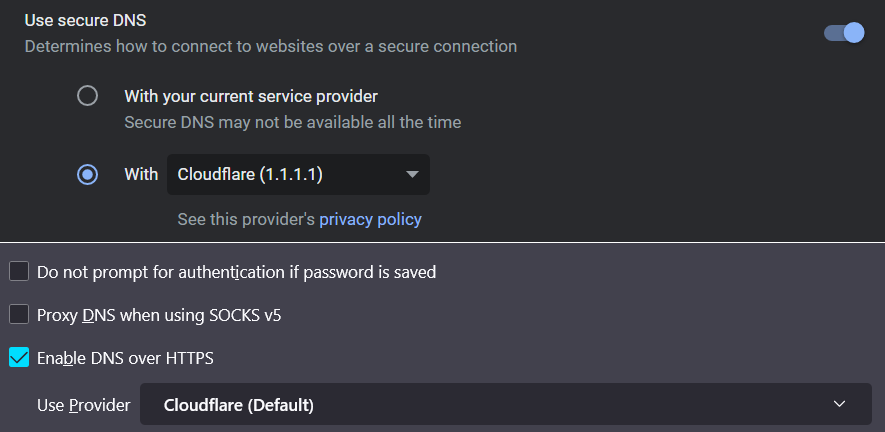 Use secure DNS
Determines how to connect to websites over a secure connection
With your current service provider
Secure DNS may not be available all the time
With Cloudflare (1.1.1.1)
See this provider's privacy policy
Do not prompt for authentication if password is saved
Proxy DNS when using SOCKS v5
Enable DNS over HTTPS
Use Provider Cloudflare (Default)